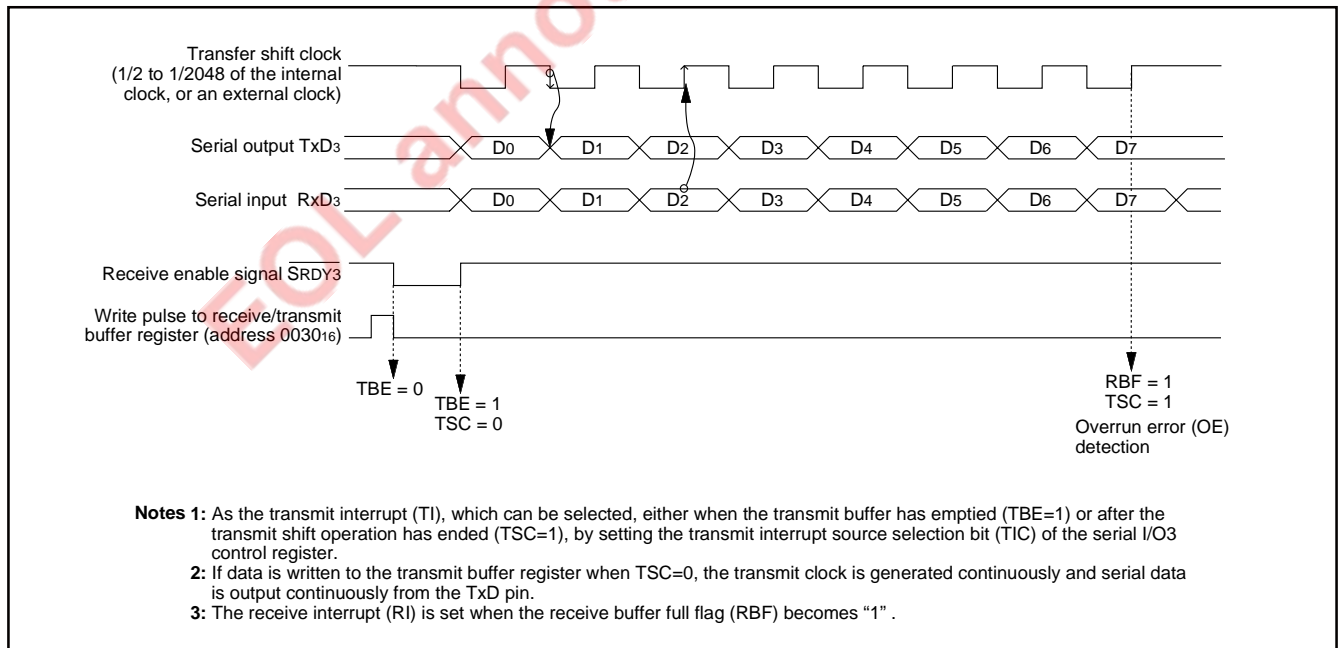 EOL anno
Transfer shift clock
(1/2 to 1/2048 of the internal
clock, or an external clock)
Serial output TxD3 D0 D1 D2 D3 D4 D5 D6 D7
Serial input RxD3 D0 D1 D2 D3 D4 D5 D6 D7
Receive enable signal SRDY3
Write pulse to receive/transmit
buffer register (address 003016)
TBE = 0
TBE = 1
TSC = 0
RBF = 1
TSC = 1
Overrun error (OE)
detection
Notes 1: As the transmit interrupt (TI), which can be selected, either when the transmit buffer has emptied (TBE=1) or after the
transmit shift operation has ended (TSC=1), by setting the transmit interrupt source selection bit (TIC) of the serial I/O3
control register.
2: If data is written to the transmit buffer register when TSC=0, the transmit clock is generated continuously and serial data
is output continuously from the TxD pin.
3: The receive interrupt (RI) is set when the receive buffer full flag (RBF) becomes “1” .